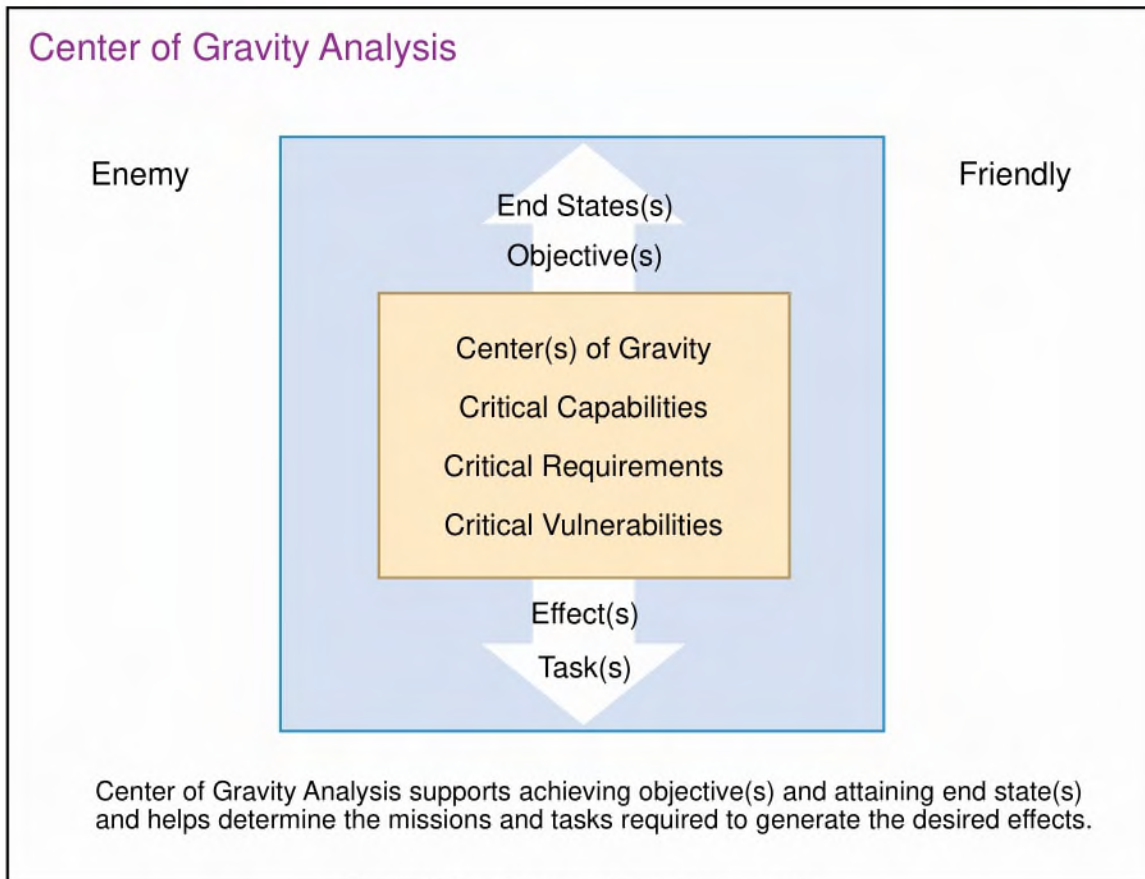 Center of Gravity Analysis
Enemy
Friendly
End States(s)
Objective(s)
Center(s) of Gravity
Critical Capabilities
Critical Requirements
Critical Vulnerabilities
Effect(s)
Task(s)
Center of Gravity Analysis supports achieving objective(s) and attaining end state(s)
and helps determine the missions and tasks required to generate the desired effects.